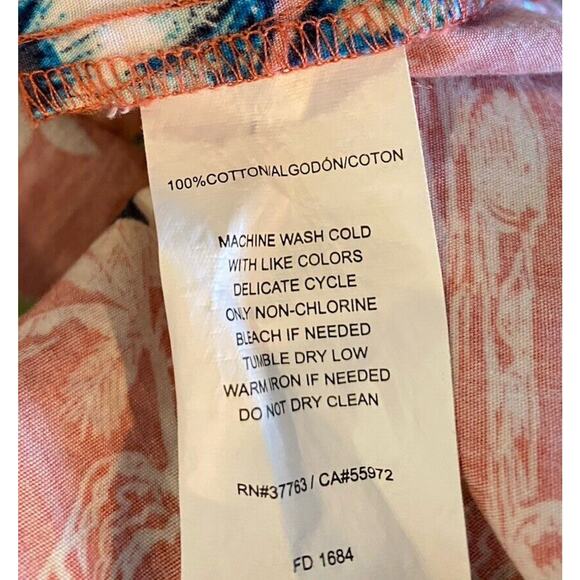 100%COTTON/ALGODÓN/COTON
MACHINE WASH COLD
WITH LIKE COLORS
DELICATE CYCLE
ONLY NON-CHLORINE
BLEACH IF NEEDED
TUMBLE DRY LOW
WARM IRON IF NEEDED
DO NOT DRY CLEAN
RN#37763 / CA#55972
FD 1684